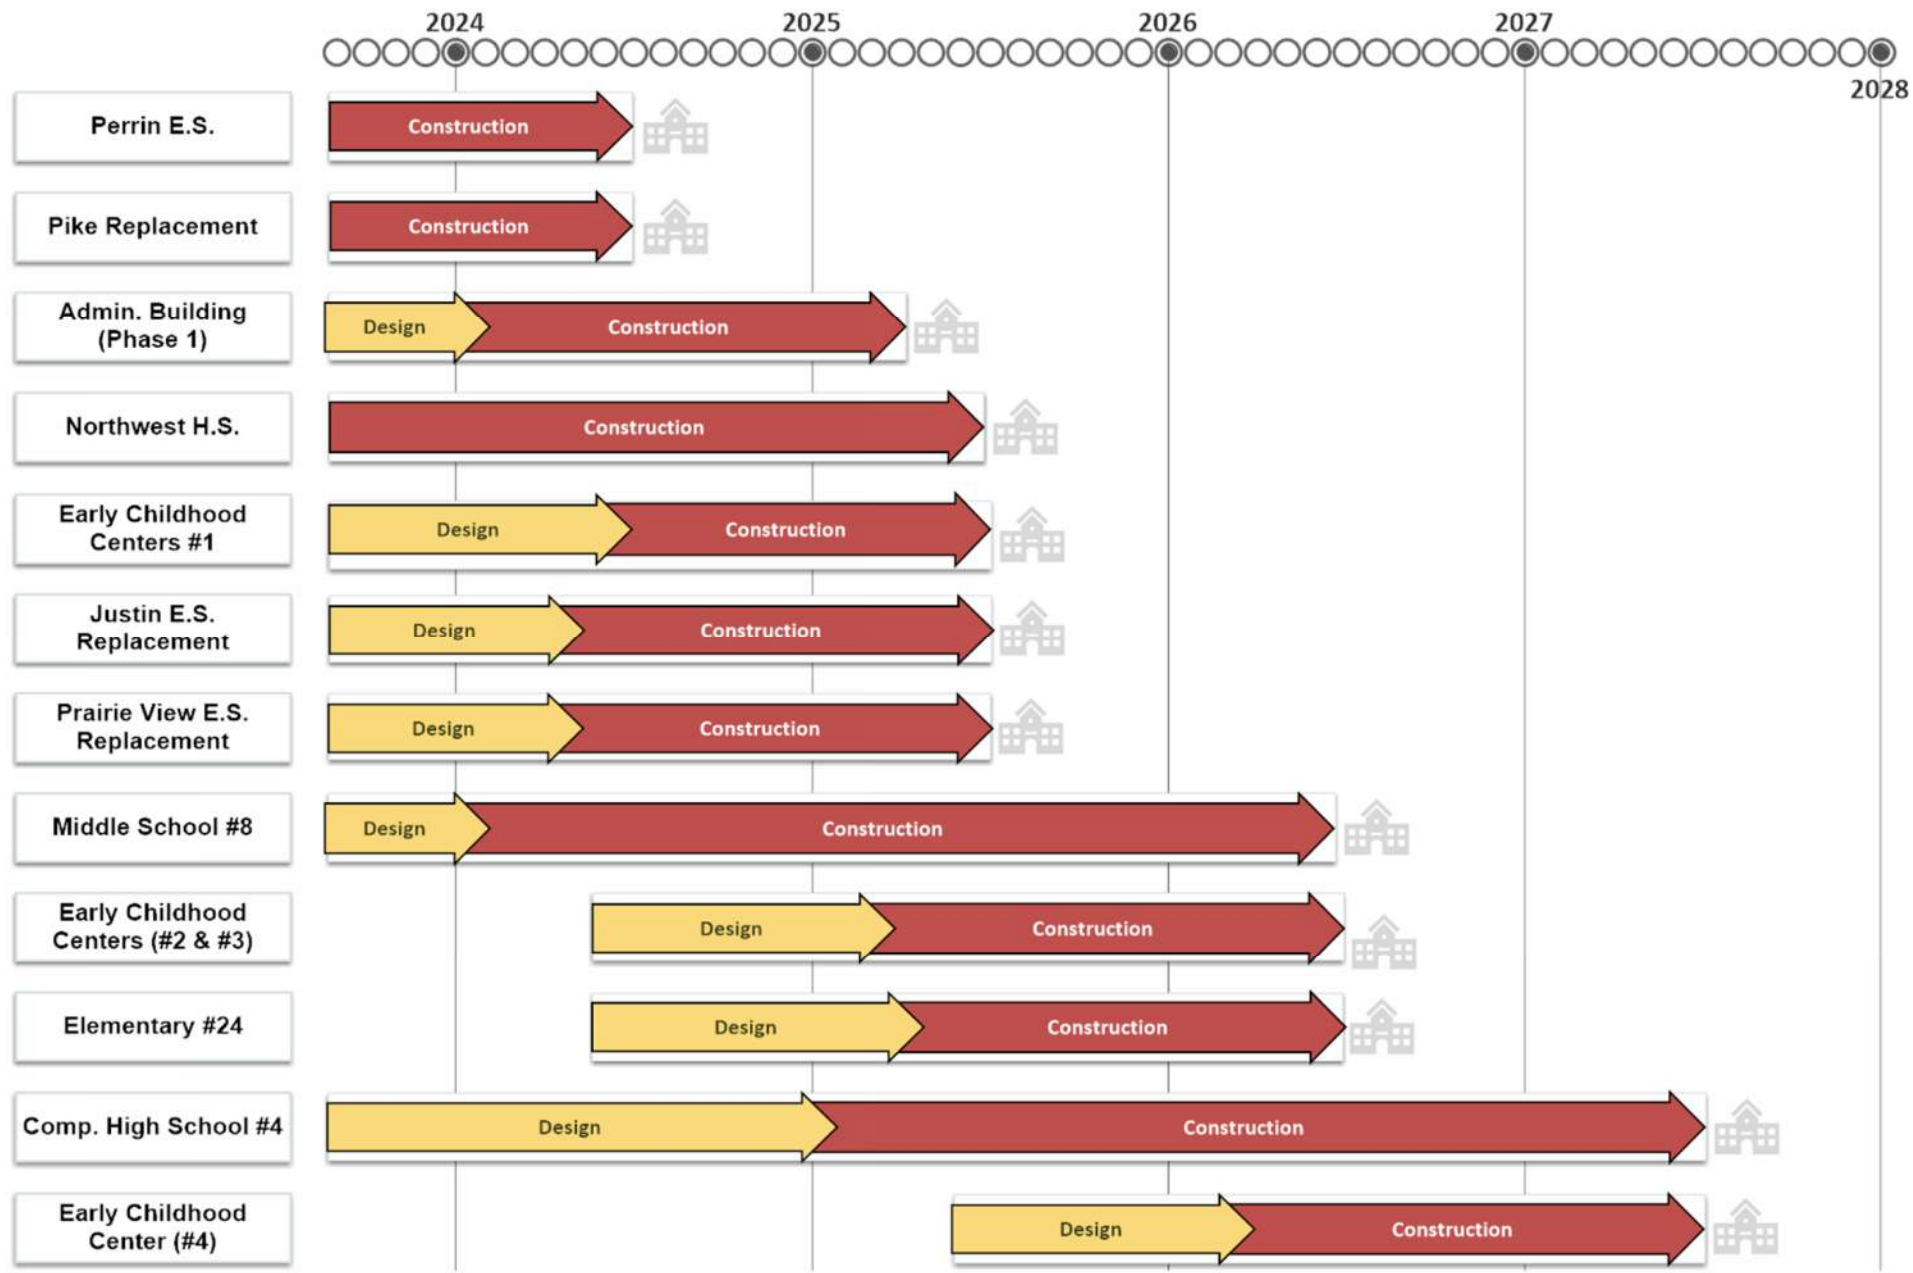 2024 2025 2026 2027
2028
Perrin E.S.
Construction
Pike Replacement
Construction
Admin. Building
(Phase 1)
Design Construction
Northwest H.S.
Construction
Early Childhood
Centers #1
Design Construction
Justin E.S.
Replacement
Design Construction
Prairie View E.S.
Replacement
Design Construction
Middle School #8
Design Construction
Early Childhood
Centers (#2 & #3)
Design Construction
Elementary #24
Design Construction
Comp. High School #4
Design Construction
Early Childhood
Center (#4)
Design Construction